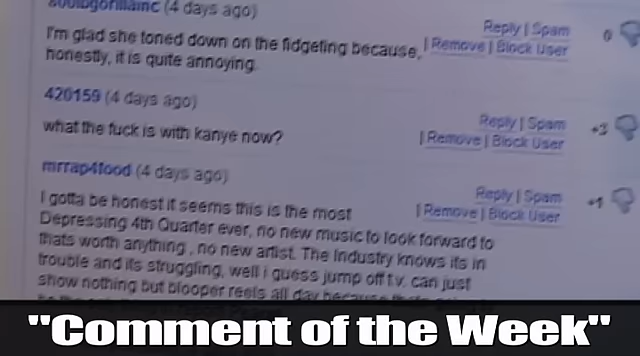 soulbgorillainc (4 days ago)
Reply | Spam
0
I'm glad she toned down on the fidgeting because, | Remove | Block User
honestly, it is quite annoying.
420159 (4 days ago)
Reply | Spam
what the fuck is with kanye now?
| Remove | Block User
mrrap4food (4 days ago)
Reply | Spam
+1
I gotta be honest it seems this is the most
| Remove | Block User
Depressing 4th Quarter ever, no new music to look forward to
thats worth anything , no new artist. The Industry knows its in
trouble and its struggling, well i guess jump off t.v. can just
show nothing but blooper reels all day because
"Comment of the Week"